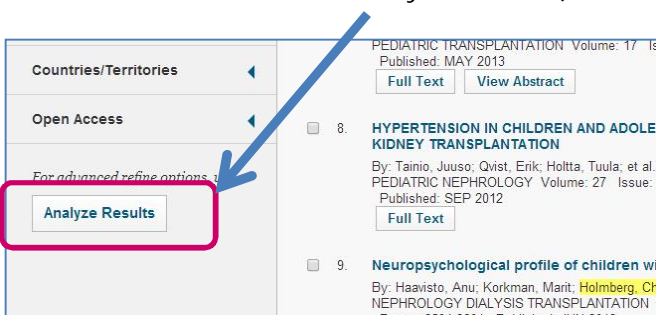 Countries/Territories
Open Access
For advanced refine options,
Analyze Results
PEDIATRIC TRANSPLANTATION Volume: 17
Published: MAY 2013
Full Text View Abstract
8. HYPERTENSION IN CHILDREN AND ADOLE
KIDNEY TRANSPLANTATION
By: Tainio, Juuso; Qvist, Erik; Holtta, Tuula; et al.
PEDIATRIC NEPHROLOGY Volume: 27 Issue:
Published: SEP 2012
Full Text
9. Neuropsychological profile of children wi
By: Haavisto, Anu; Korkman, Marit; Holmberg, Ch
NEPHROLOGY DIALYSIS TRANSPLANTATION